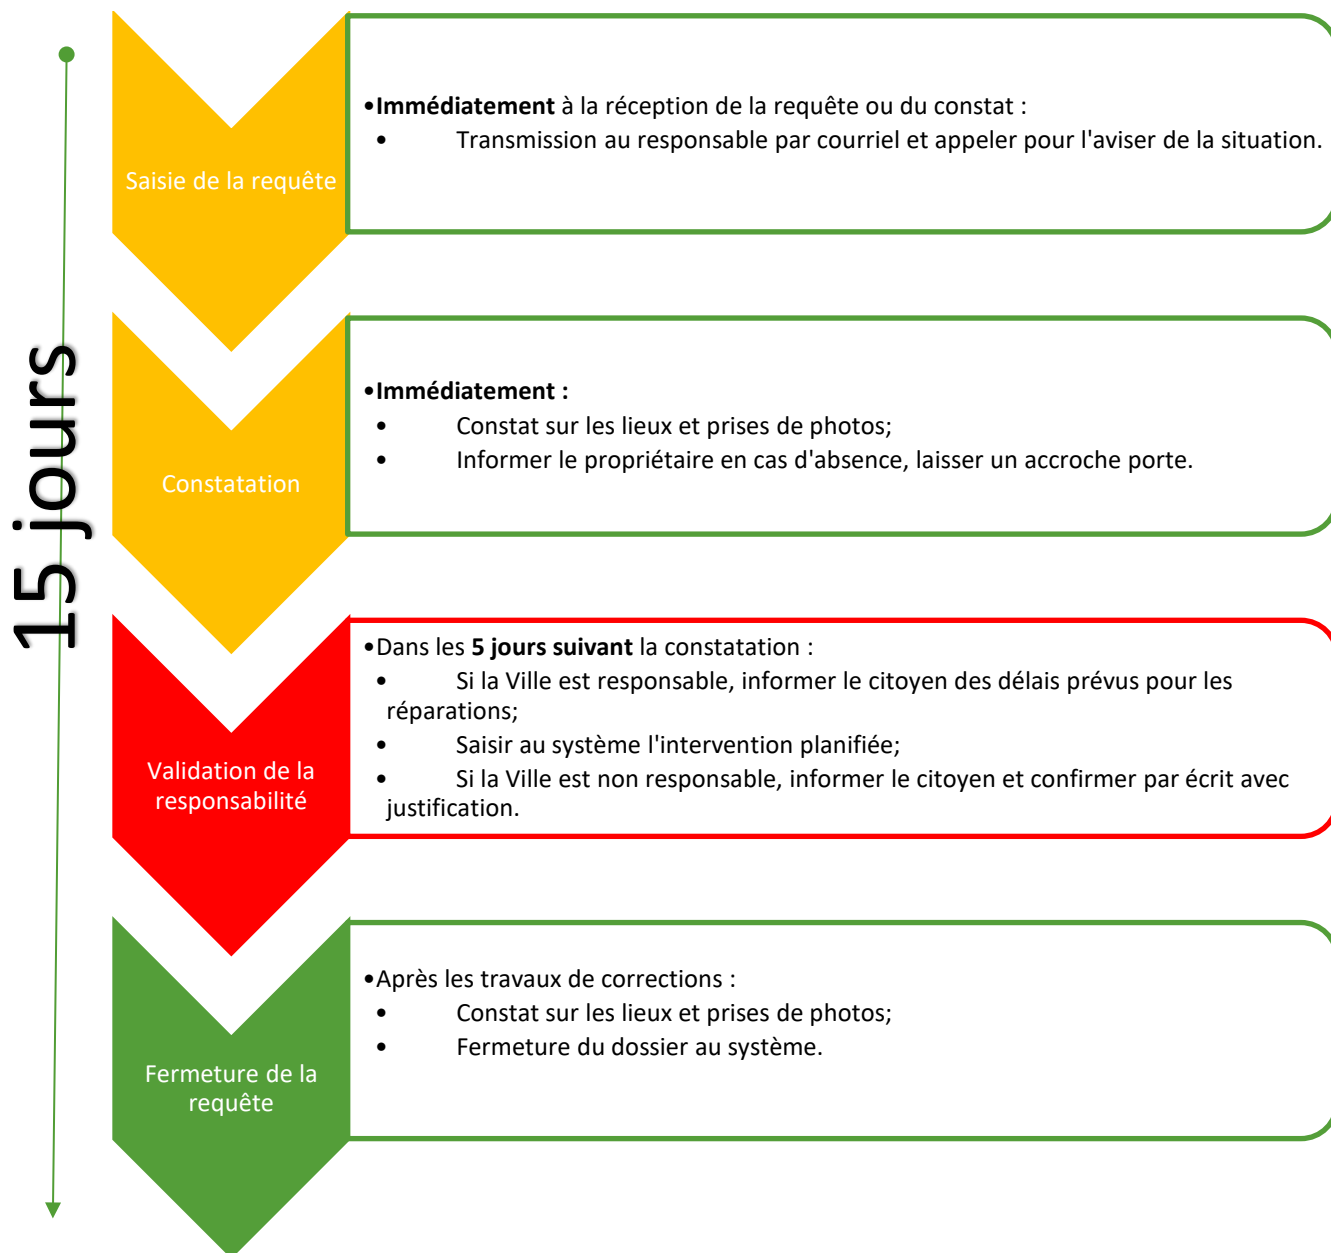 15 jours
Saisie de la requête
•Immédiatement à la réception de la requête ou du constat :
• Transmission au responsable par courriel et appeler pour l'aviser de la situation.
Constatation
•Immédiatement :
• Constat sur les lieux et prises de photos;
• Informer le propriétaire en cas d'absence, laisser un accroche porte.
Validation de la
responsabilité
•Dans les 5 jours suivant la constatation :
• Si la Ville est responsable, informer le citoyen des délais prévus pour les
réparations;
• Saisir au système l'intervention planifiée;
• Si la Ville est non responsable, informer le citoyen et confirmer par écrit avec
justification.
Fermeture de la
requête
•Après les travaux de corrections :
• Constat sur les lieux et prises de photos;
• Fermeture du dossier au système.